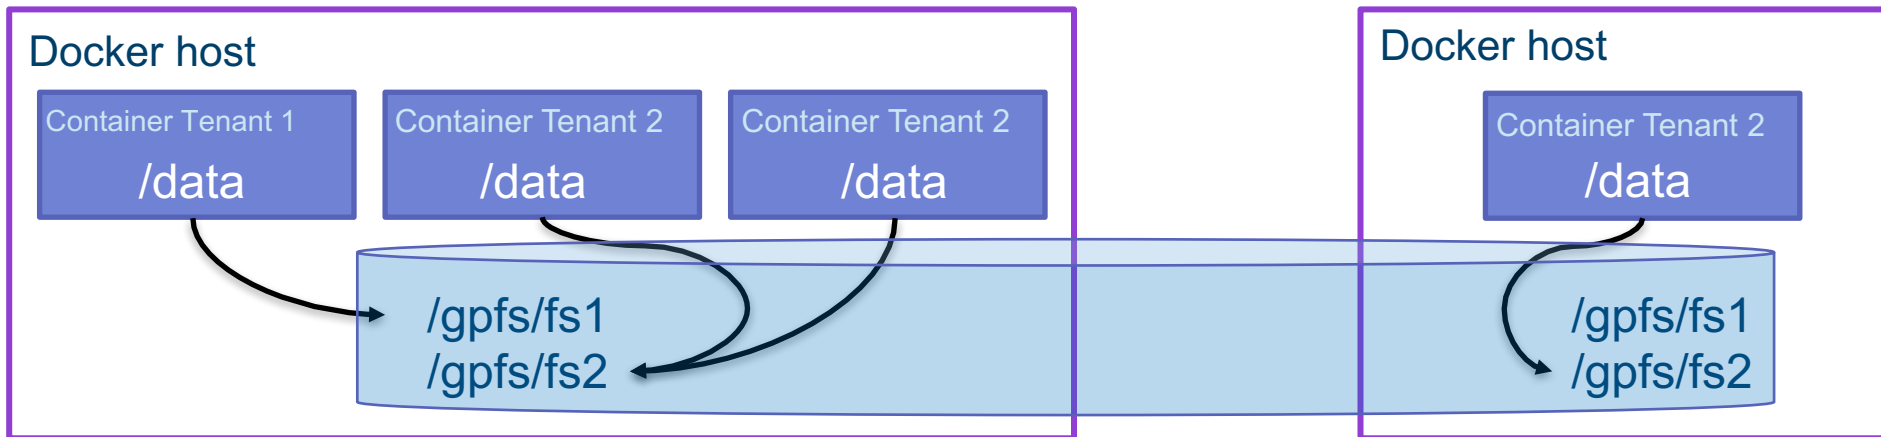 Docker host
Container Tenant 1
/data
Container Tenant 2
/data
Container Tenant 2
/data
/gpfs/fs1
/gpfs/fs2
Docker host
Container Tenant 2
/data
/gpfs/fs1
/gpfs/fs2